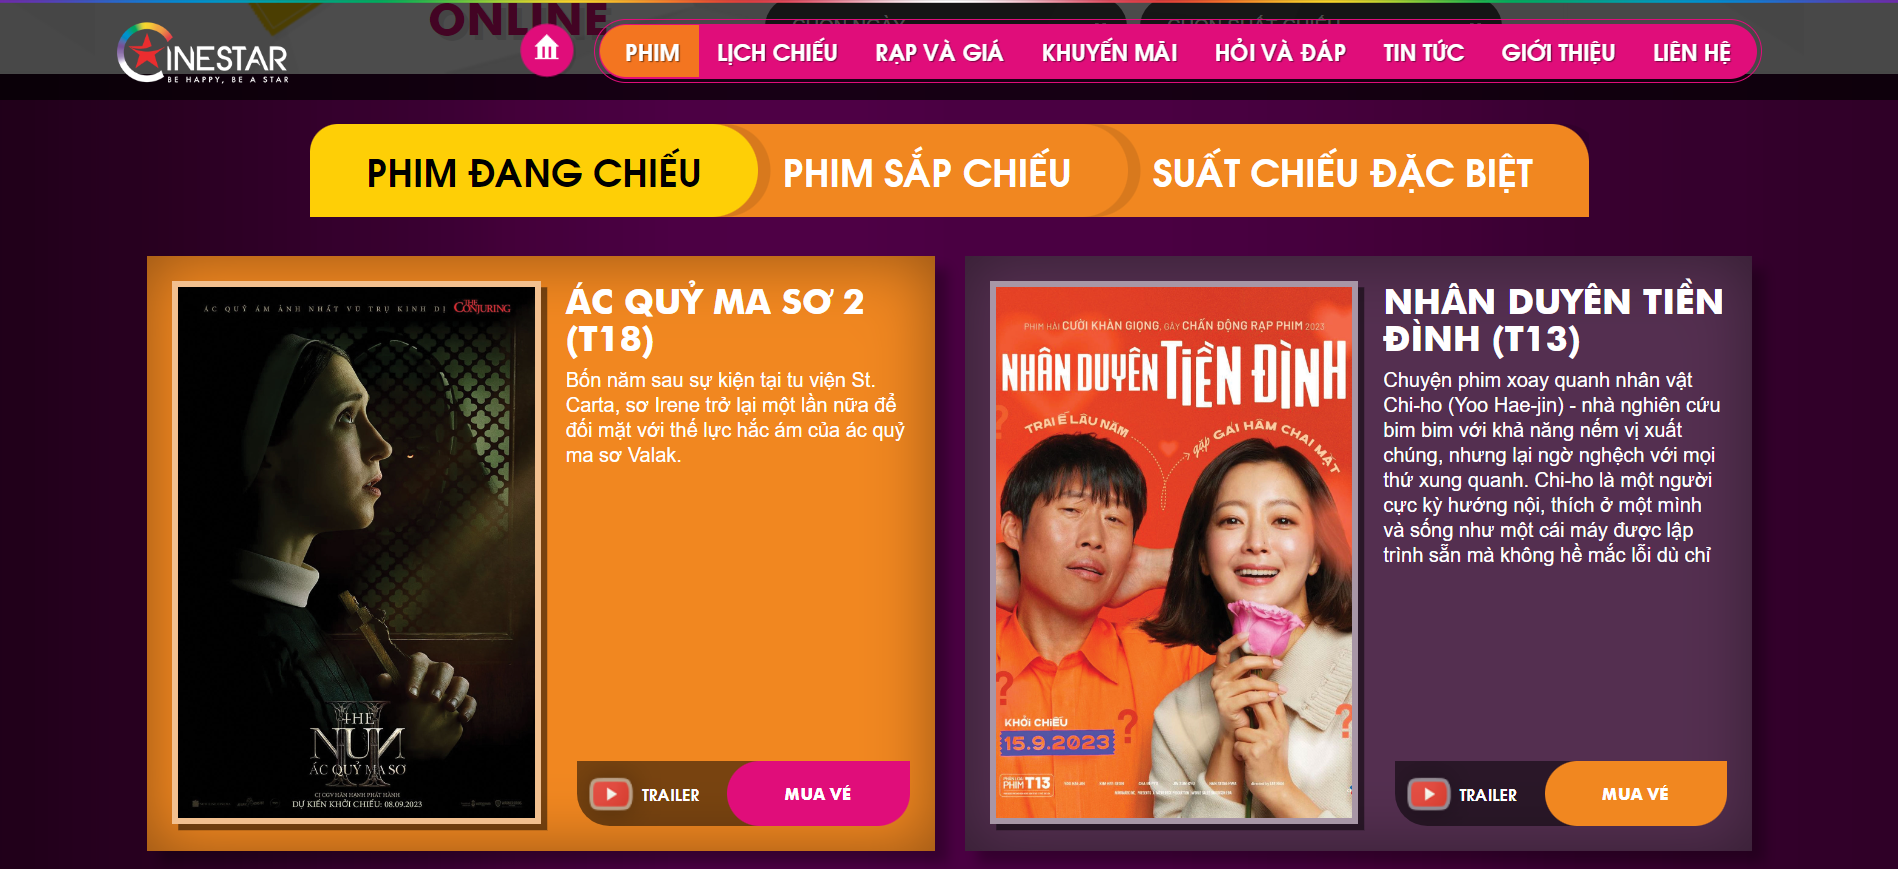 ONLINE
CHỌN NGÀY
CHỌN SUẤT CHIẾU
CINESTAR
BE HAPPY, BE A STAR
PHIM
LỊCH CHIẾU
RẠP VÀ GIÁ
KHUYẾN MÃI
HỎI VÀ ĐÁP
TIN TỨC
GIỚI THIỆU
LIÊN HỆ
PHIM ĐANG CHIẾU
PHIM SẮP CHIẾU
SUẤT CHIẾU ĐẶC BIỆT
ÁC QUỶ ÁM ẢNH NHẤT VŨ TRỤ KINH DỊ THE CONJURING
THE
NUN
II
ÁC QUỶ MA SƠ
CJ CGV HÂN HẠNH PHÁT HÀNH
DỰ KIẾN KHỞI CHIẾU: 08.09.2023
ÁC QUỶ MA SƠ 2
(T18)
Bốn năm sau sự kiện tại tu viện St.
Carta, sơ Irene trở lại một lần nữa để
đối mặt với thế lực hắc ám của ác quỷ
ma sơ Valak.
TRAILER
MUA VÉ
PHIM HÀI CƯỜI KHÀN GIỌNG, GÂY CHẤN ĐỘNG RẠP PHIM 2023
NHÂN DUYÊN TIỀN ĐÌNH
TRAI Ế LÂU NĂM
gặp GÁI HÂM CHAI MẶT
KHỞI CHIẾU
15.9.2023
PHIM T13
NHÂN DUYÊN TIỀN
ĐÌNH (T13)
Chuyện phim xoay quanh nhân vật
Chi-ho (Yoo Hae-jin) - nhà nghiên cứu
bim bim với khả năng nếm vị xuất
chúng, nhưng lại ngờ nghệch với mọi
thứ xung quanh. Chi-ho là một người
cực kỳ hướng nội, thích ở một mình
và sống như một cái máy được lập
trình sẵn mà không hề mắc lỗi dù chỉ
TRAILER
MUA VÉ